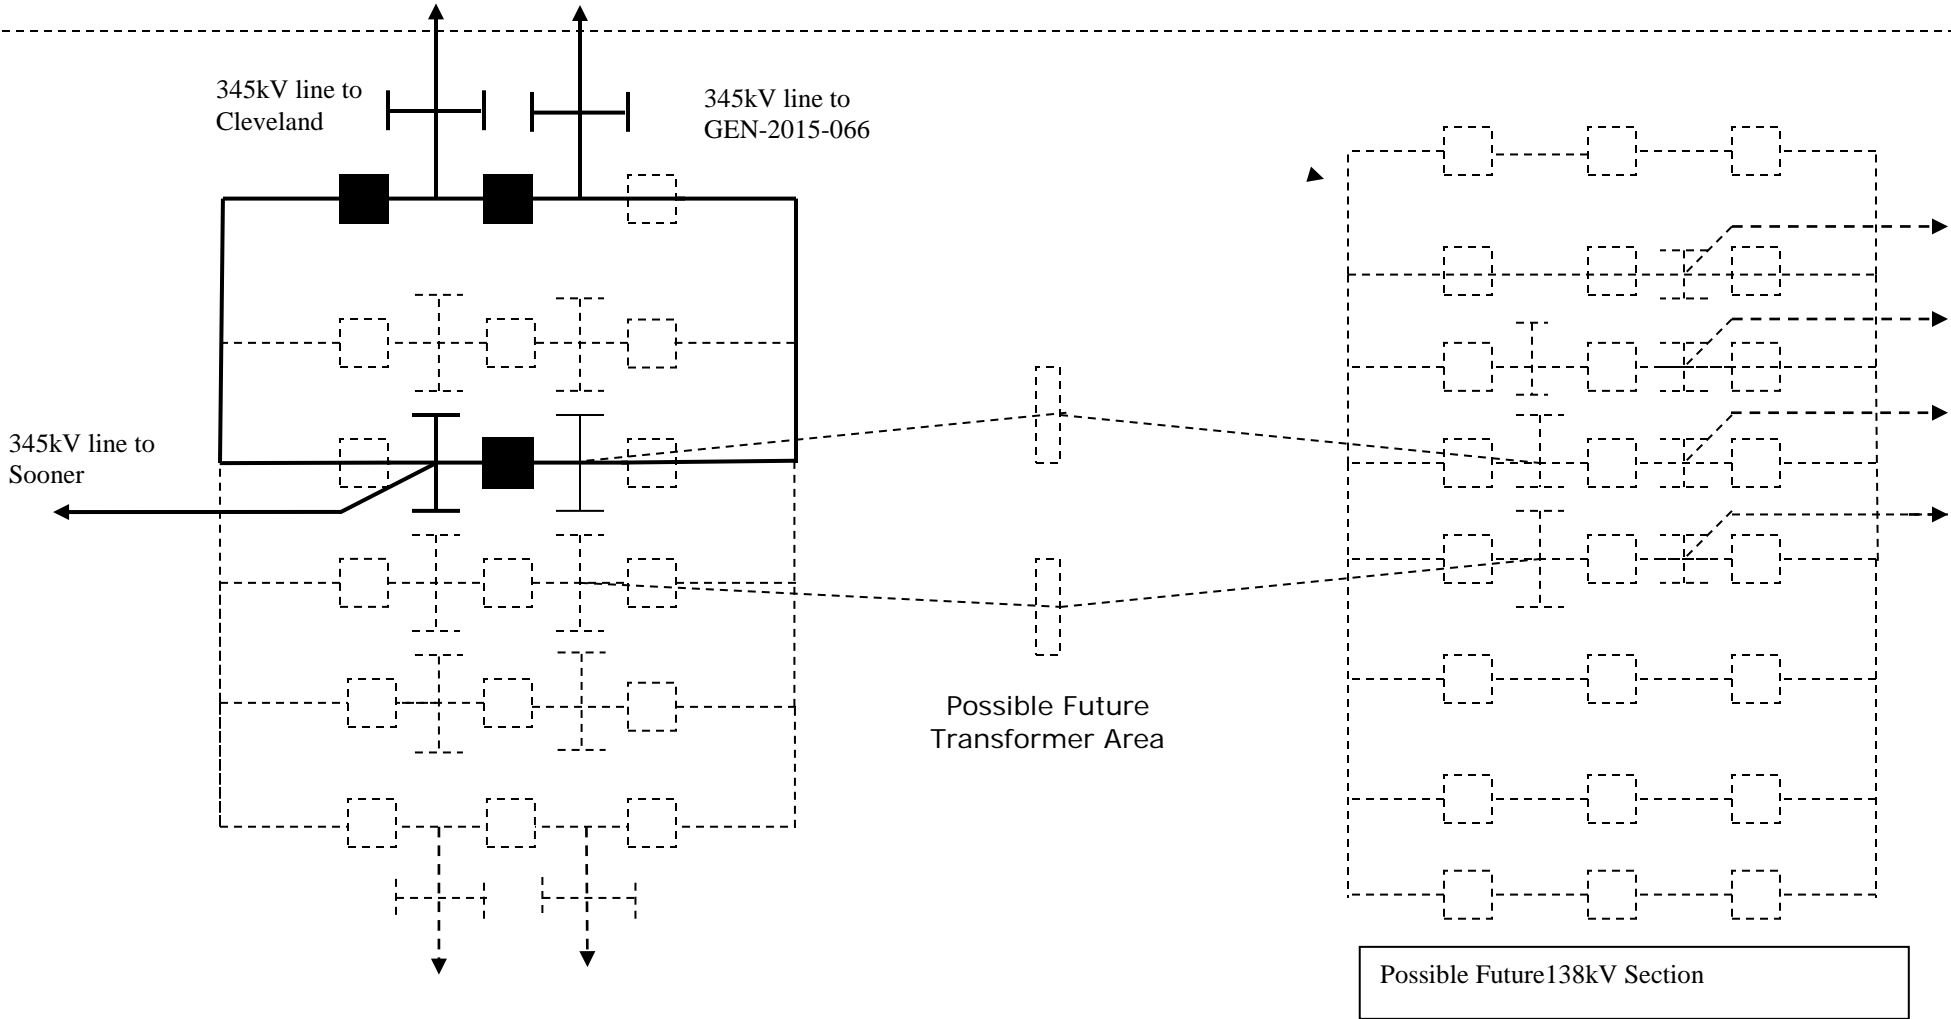 345kV line to
Cleveland
345kV line to
GEN-2015-066
345kV line to
Sooner
Possible Future
Transformer Area
Possible Future138kV Section